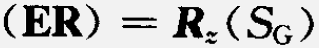 (ER) = R_z(S_G)